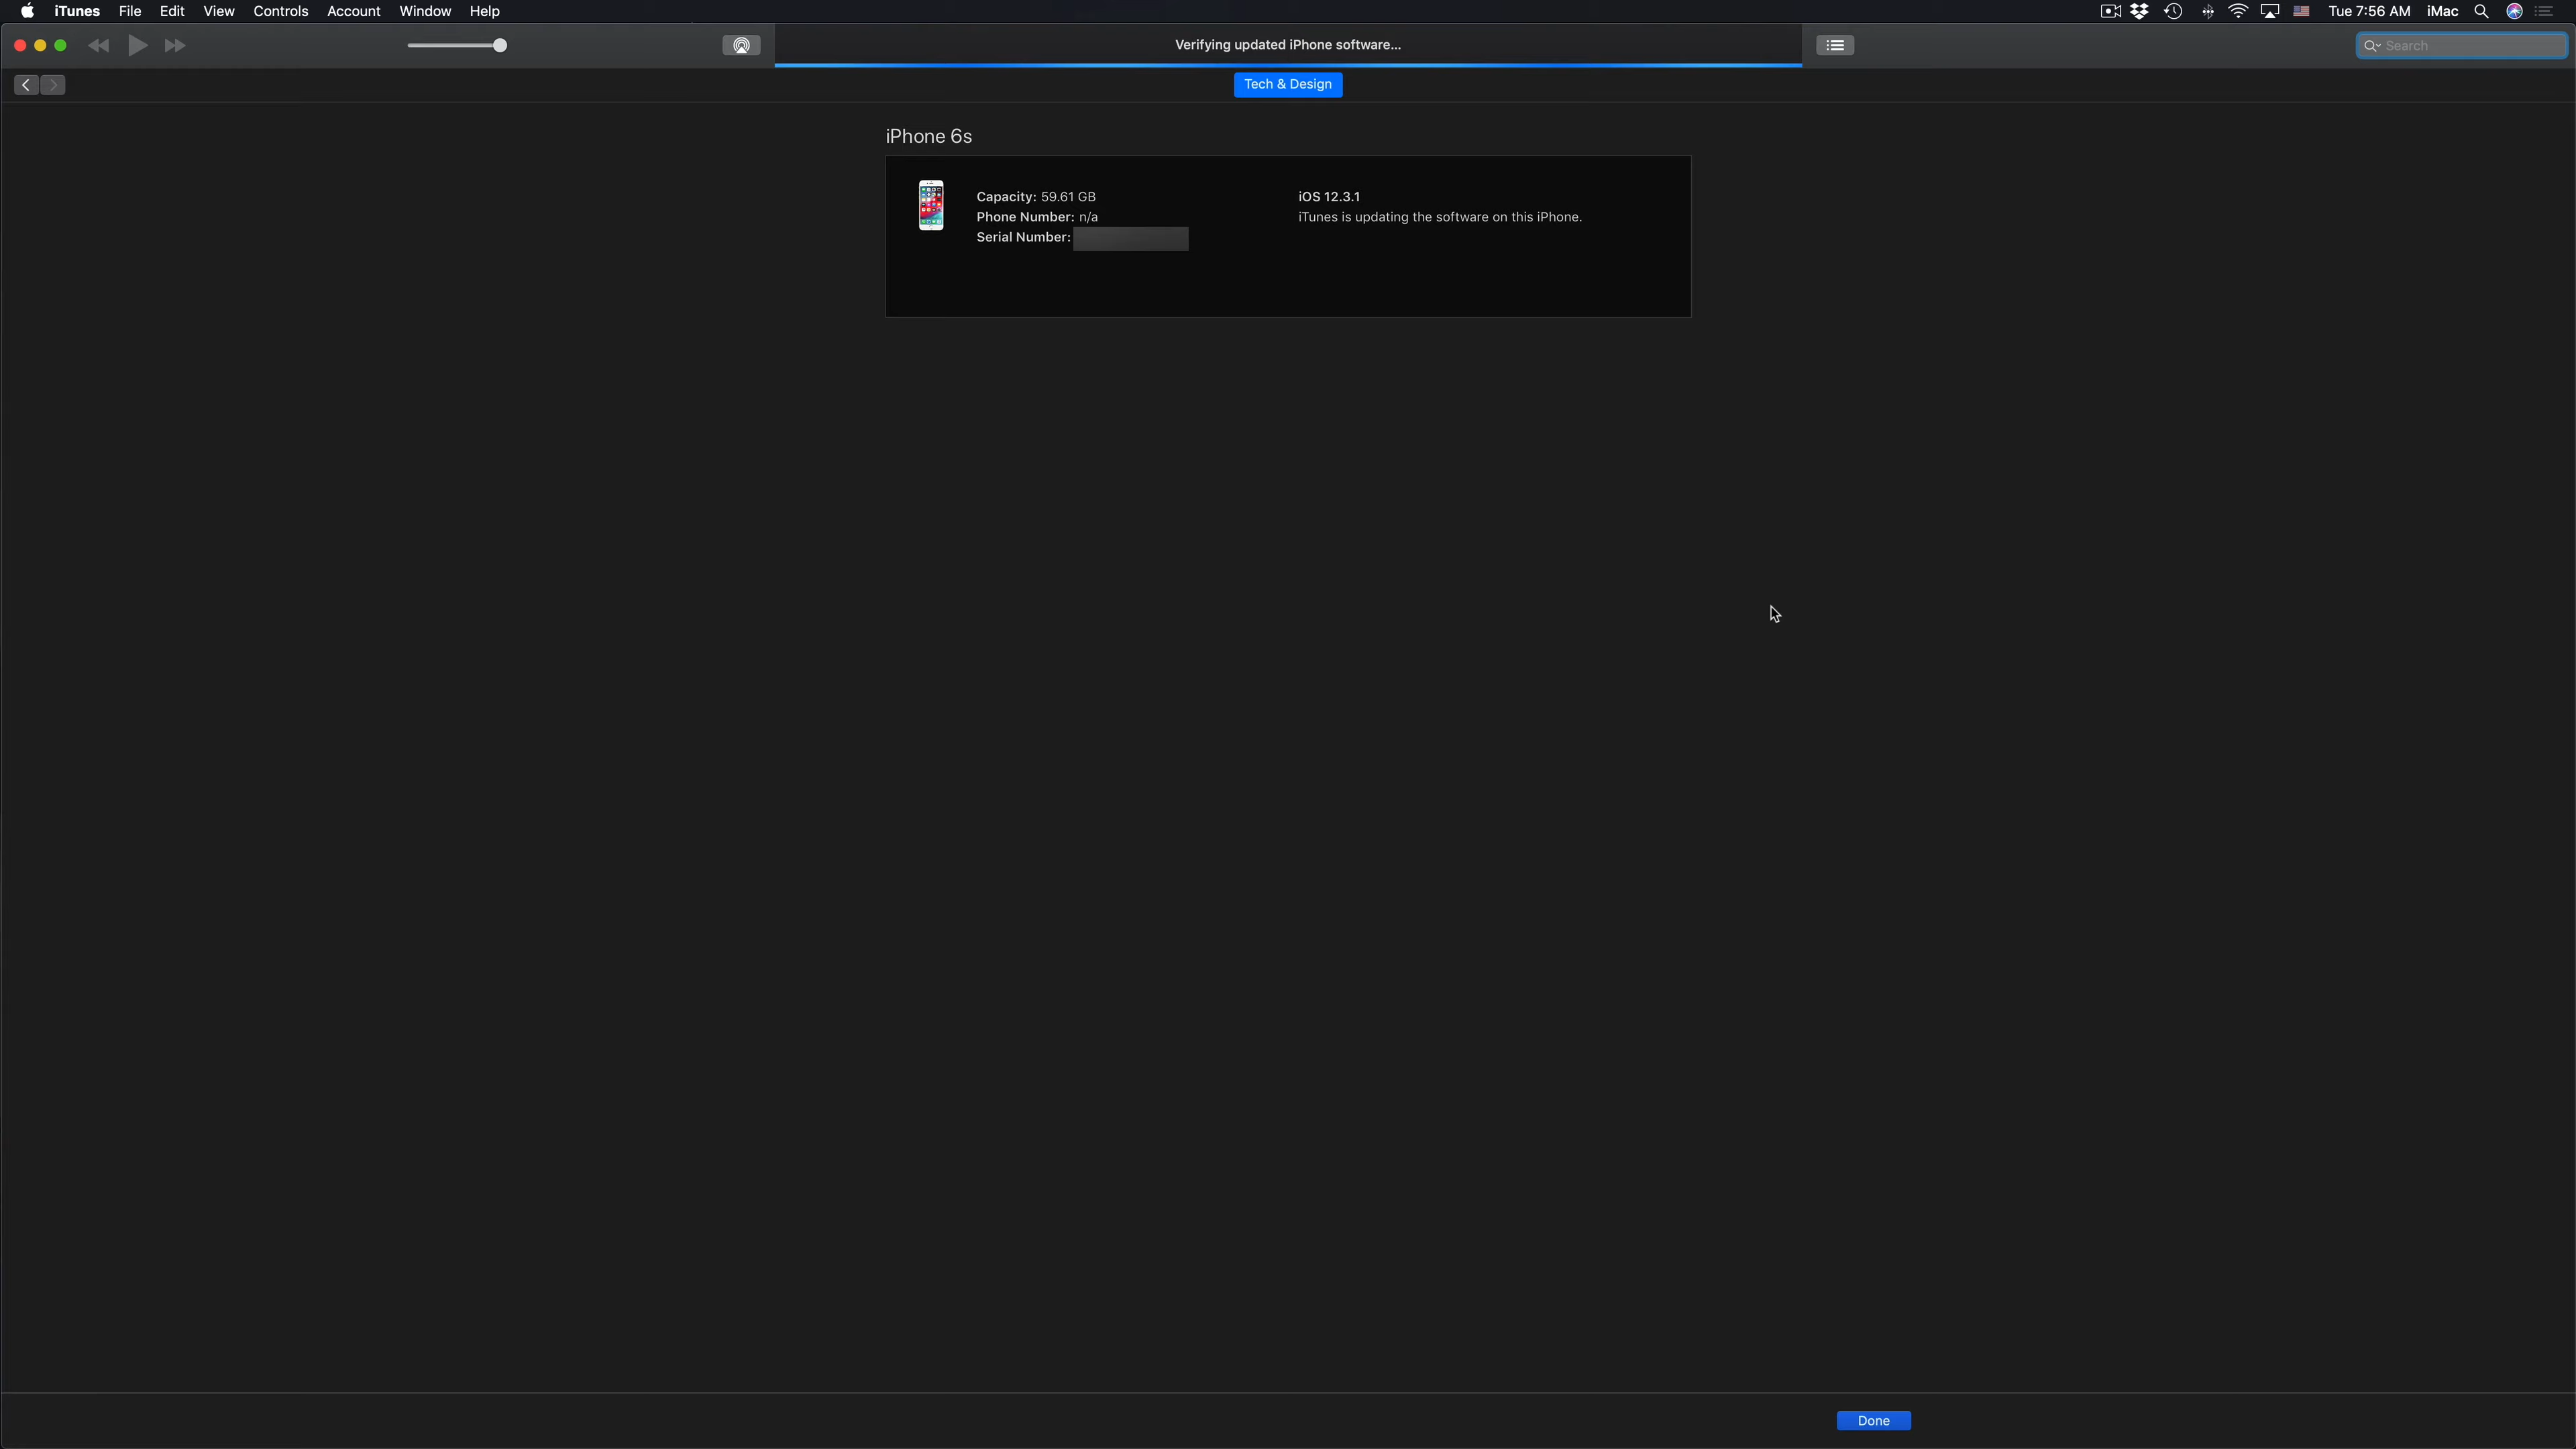 iTunes File Edit View Controls Account Window Help Tue 7:56 AM iMac
Verifying updated iPhone software...
Search
Tech & Design
iPhone 6s
Capacity: 59.61 GB
Phone Number: n/a
Serial Number:
iOS 12.3.1
iTunes is updating the software on this iPhone.
Done